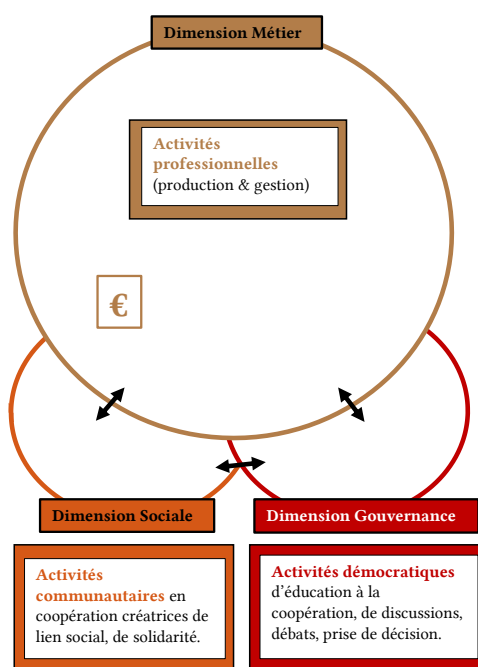 Dimension Métier
Activités
professionnelles
(production & gestion)
€
Dimension Sociale
Activités
communautaires en
coopération créatrices de
lien social, de solidarité.
Dimension Gouvernance
Activités démocratiques
d'éducation à la
coopération, de discussions,
débats, prise de décision.